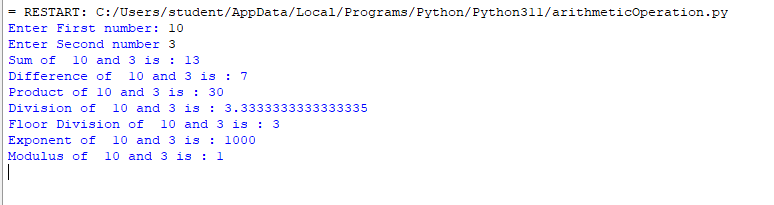 = RESTART: C:/Users/student/AppData/Local/Programs/Python/Python311/arithmeticOperation.py
Enter First number: 10
Enter Second number 3
Sum of  10 and 3 is : 13
Difference of  10 and 3 is : 7
Product of 10 and 3 is : 30
Division of  10 and 3 is : 3.3333333333333335
Floor Division of  10 and 3 is : 3
Exponent of  10 and 3 is : 1000
Modulus of  10 and 3 is : 1